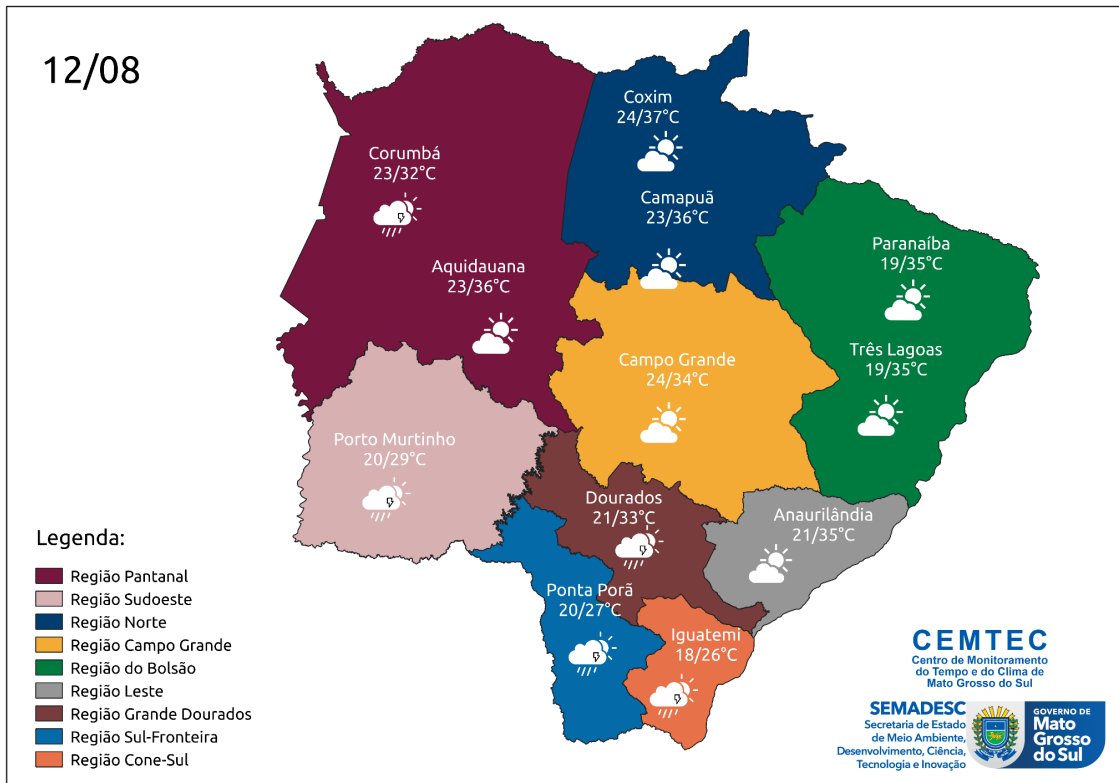 12/08
Coxim
24/37°C
Corumbá
23/32°C
Camapuã
23/36°C
Paranaíba
19/35°C
Aquidauana
23/36°C
Três Lagoas
19/35°C
Campo Grande
24/34°C
Porto Murtinho
20/29°C
Dourados
21/33°C
Anaurilândia
21/35°C
Ponta Porã
20/27°C
Iguatemi
18/26°C
Legenda:
Região Pantanal
Região Sudoeste
Região Norte
Região Campo Grande
Região do Bolsão
Região Leste
Região Grande Dourados
Região Sul-Fronteira
Região Cone-Sul
CEMTEC
Centro de Monitoramento
do Tempo e do Clima de
Mato Grosso do Sul
SEMADESC
Secretaria de Estado
de Meio Ambiente,
Desenvolvimento, Ciência,
Tecnologia e Inovação
GOVERNO DE
Mato
Grosso
do Sul